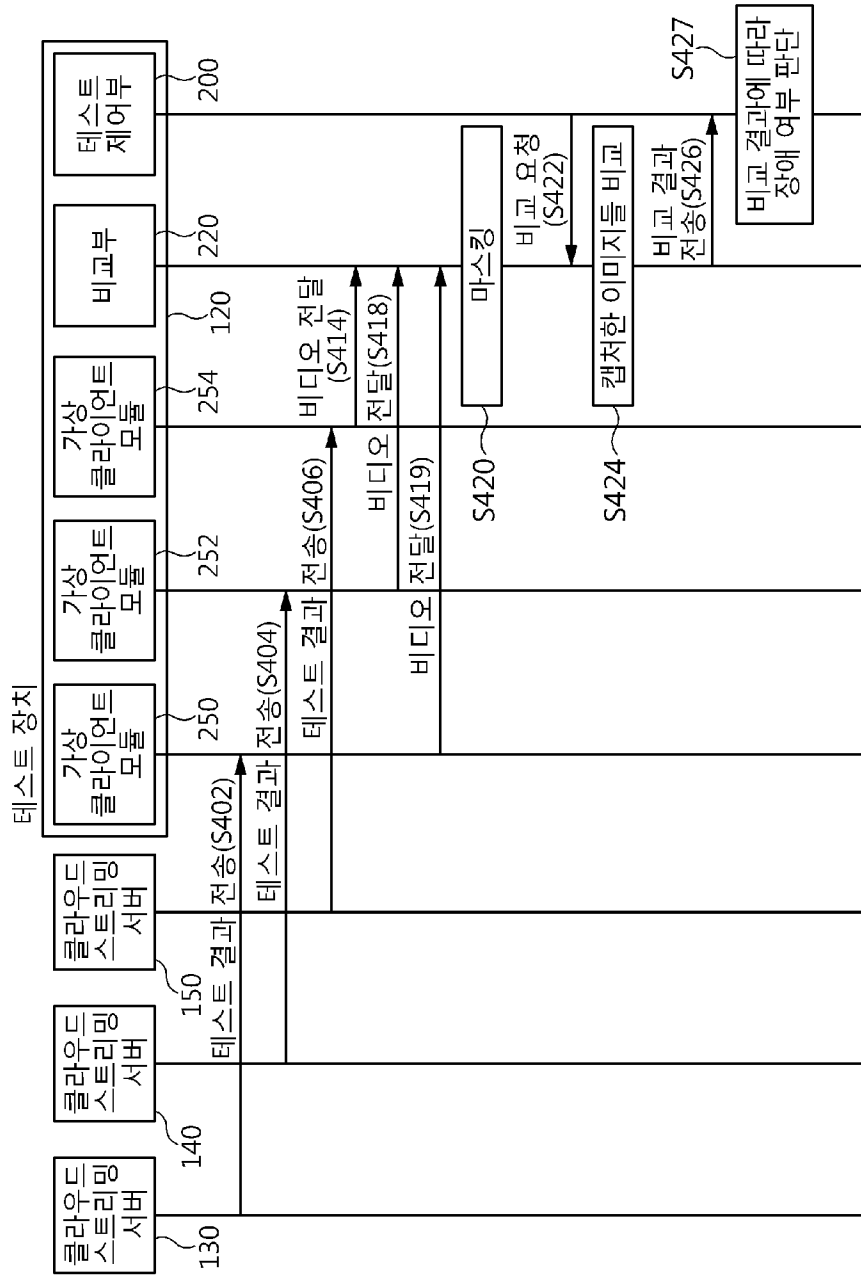 테스트 장치
클라우드
스트리밍
서버
130
클라우드
스트리밍
서버
140
클라우드
스트리밍
서버
150
가상
클라이언트
모듈
250
가상
클라이언트
모듈
252
가상
클라이언트
모듈
254
120
비교부
220
테스트
제어부
200
테스트 결과 전송(S402)
테스트 결과 전송(S404)
테스트 결과 전송(S406)
비디오 전달
(S414)
비디오 전달(S418)
비디오 전달(S419)
마스킹
S420
비교 요청
(S422)
캡처한 이미지들 비교
S424
비교 결과
전송(S426)
비교 결과에 따라
장애 여부 판단
S427